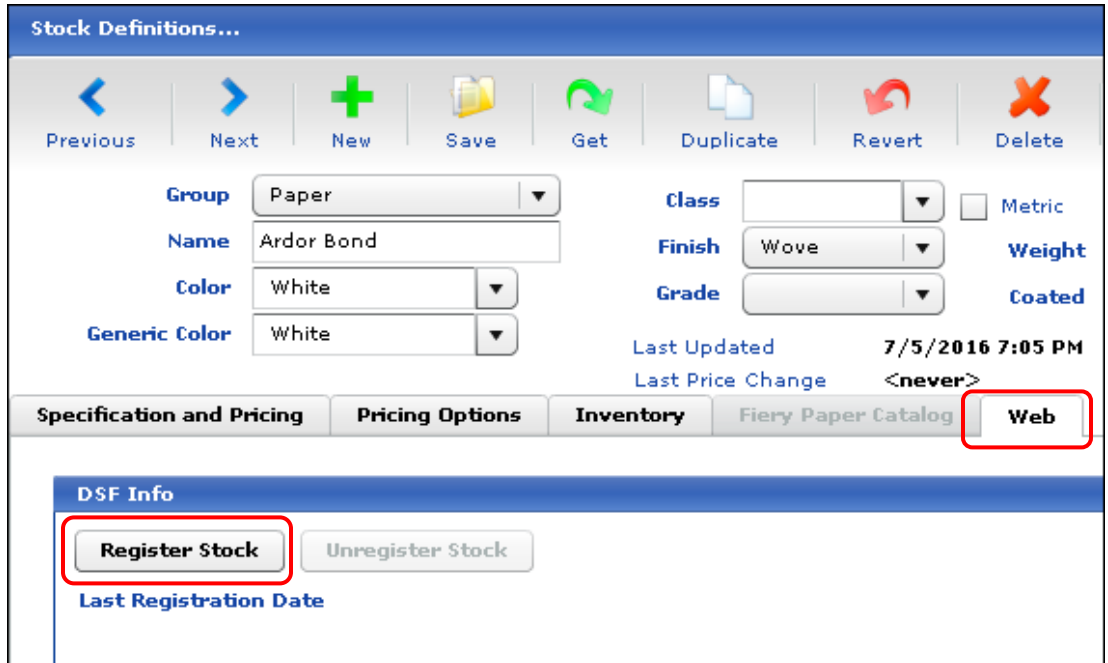 Stock Definitions...
Previous Next New Save Get Duplicate Revert Delete
Group Paper Class Metric
Name Ardor Bond Finish Wove Weight
Color White Grade Coated
Generic Color White
Last Updated 7/5/2016 7:05 PM
Last Price Change <never>
Specification and Pricing Pricing Options Inventory Fiery Paper Catalog Web
DSF Info
Register Stock Unregister Stock
Last Registration Date